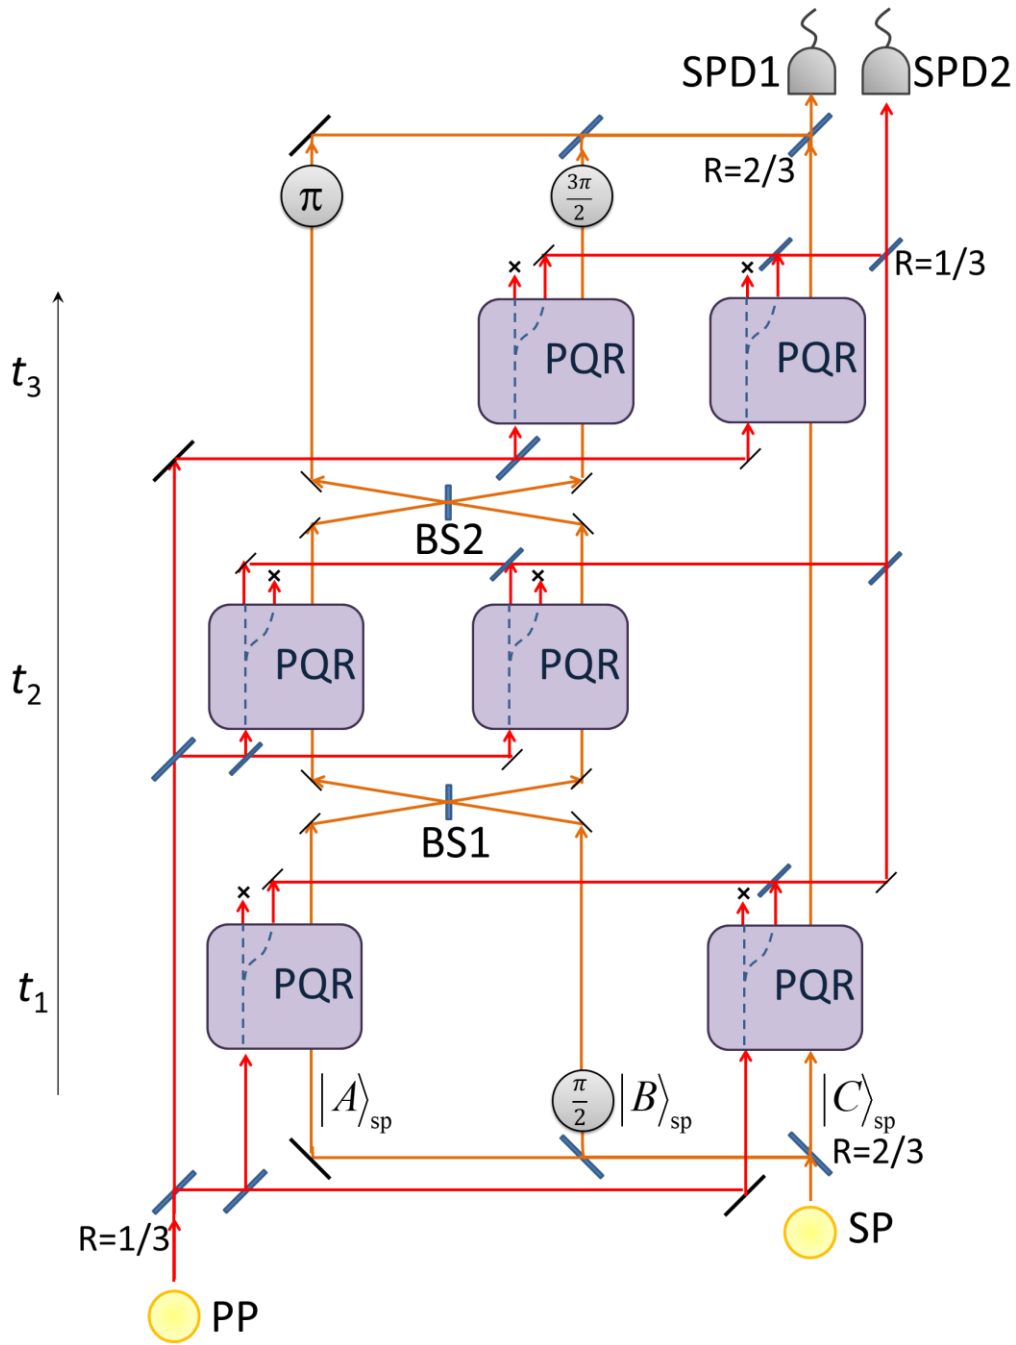 SPD1
SPD2
R=2/3
π
3π/2
R=1/3
PQR
PQR
t₃
BS2
PQR
PQR
t₂
BS1
PQR
PQR
t₁
|A⟩sp
π/2
|B⟩sp
|C⟩sp
R=2/3
R=1/3
SP
PP